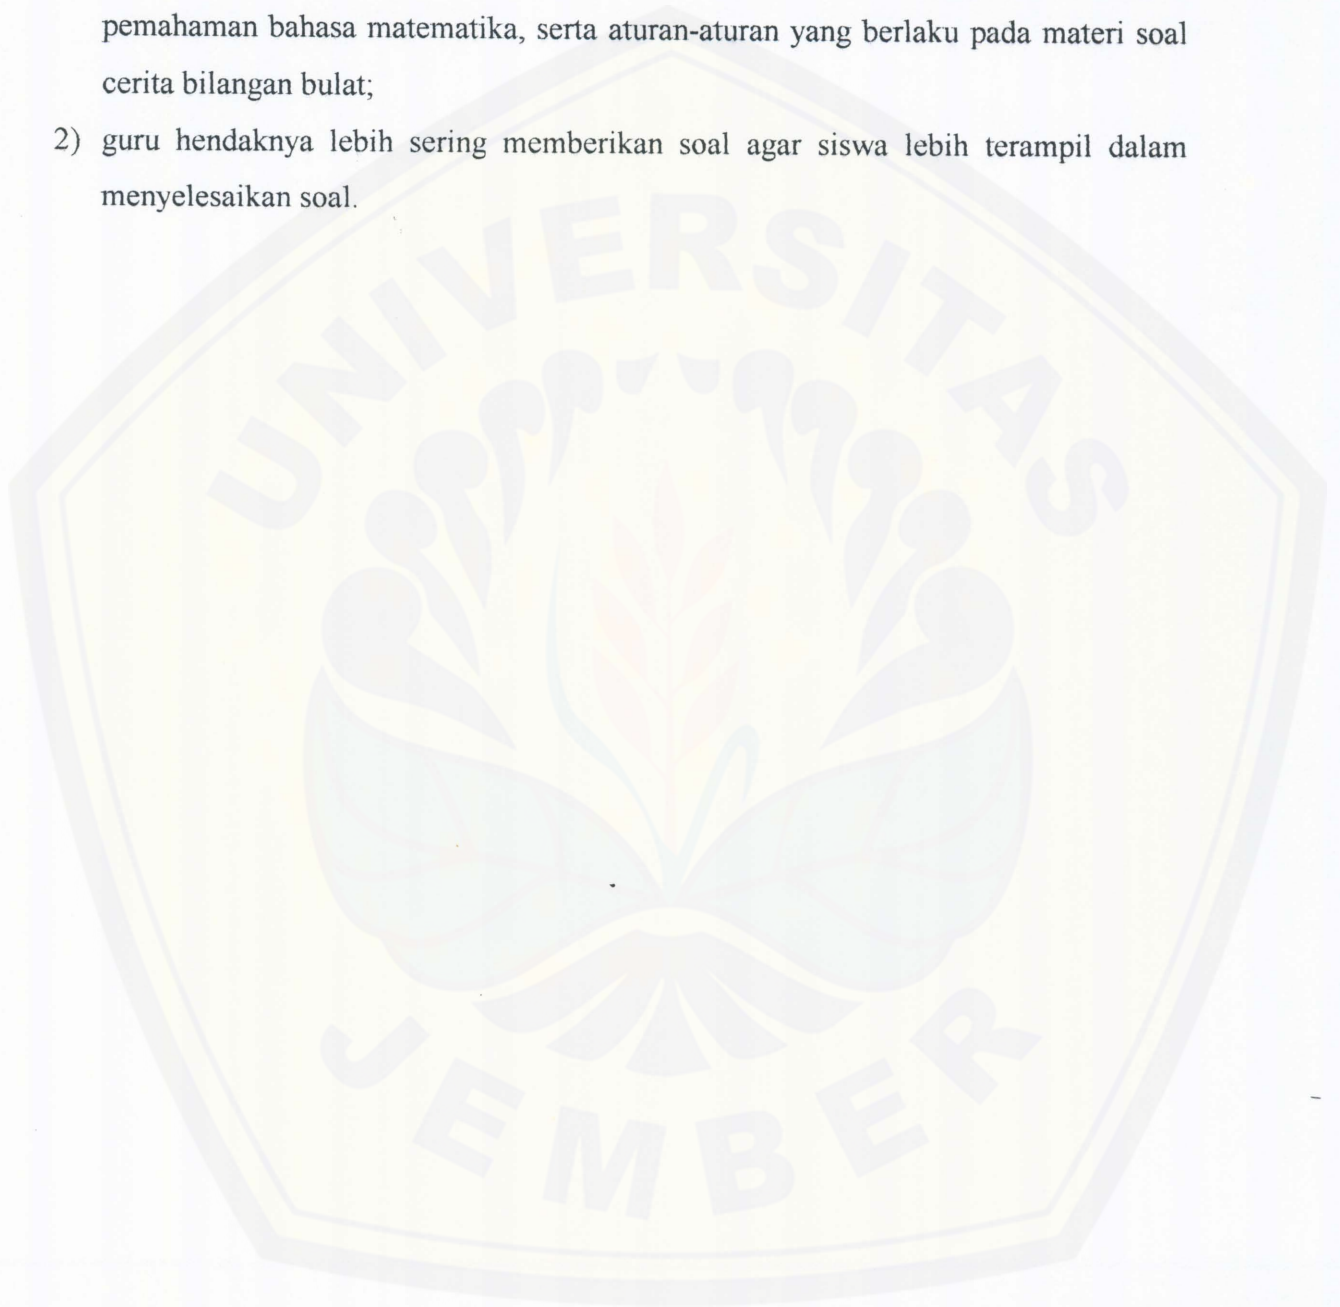 pemahaman bahasa matematika, serta aturan-aturan yang berlaku pada materi soal
cerita bilangan bulat;
2) guru hendaknya lebih sering memberikan soal agar siswa lebih terampil dalam
menyelesaikan soal.
UNIVERSITAS
JEMBER